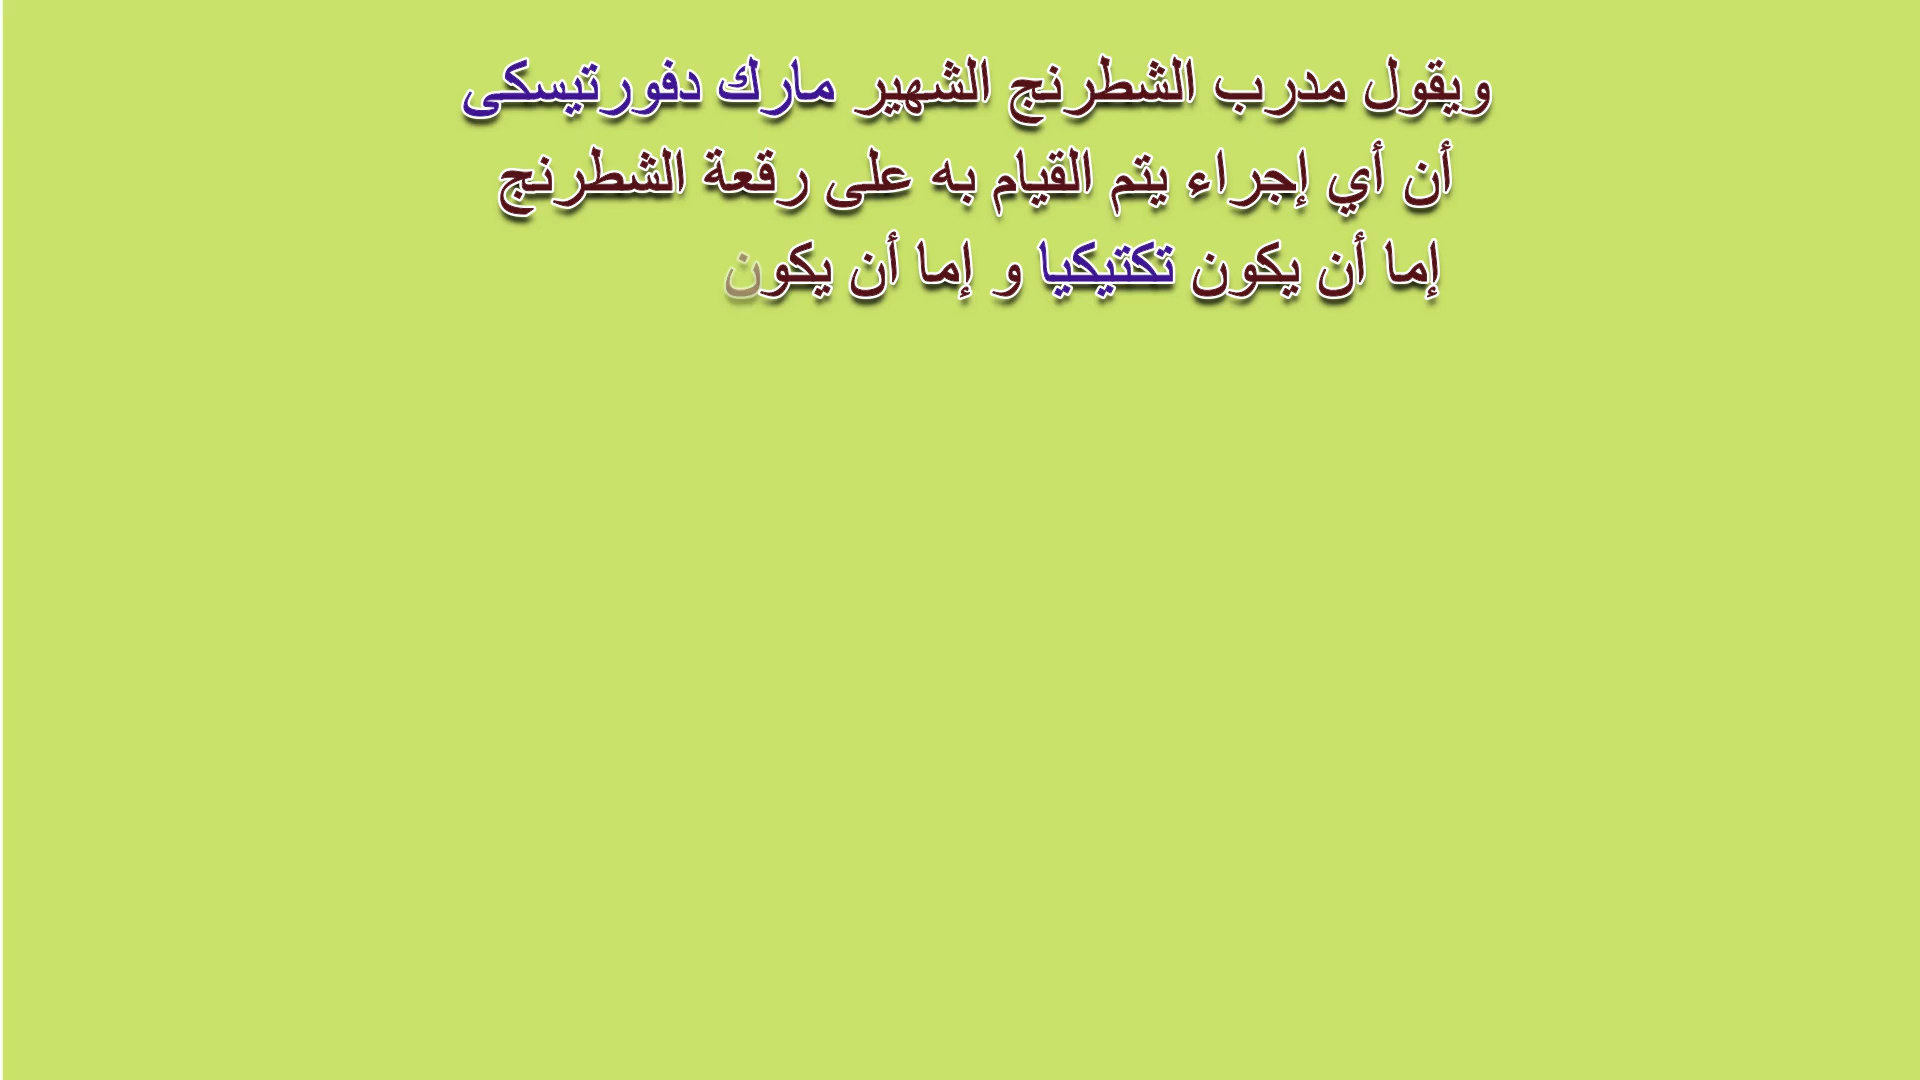 ويقول مدرب الشطرنج الشهير مارك دفورتيسكى
أن أي إجراء يتم القيام به على رقعة الشطرنج
إما أن يكون تكتيكيا و إما أن يكون